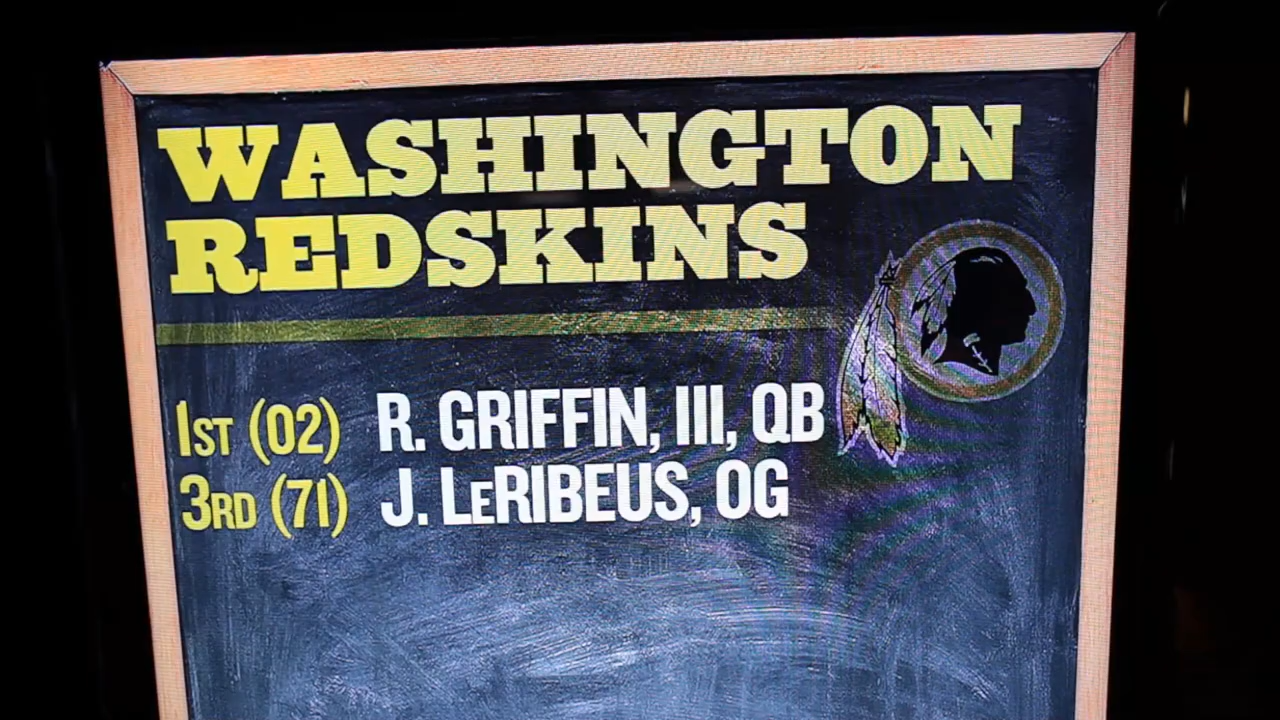 WASHINGTON
REDSKINS
1ST (02) R. GRIFFIN, III, QB
3RD (71) J. LeRIBEUS, OG